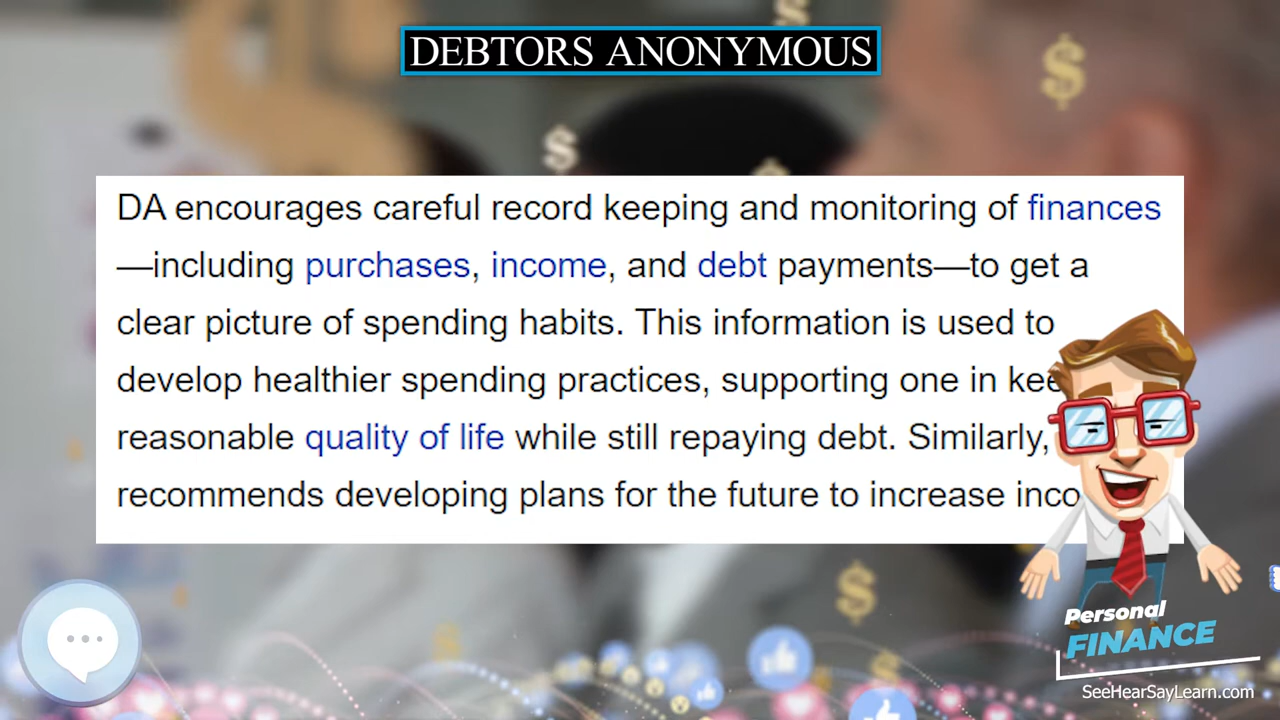 DEBTORS ANONYMOUS
DA encourages careful record keeping and monitoring of finances
—including purchases, income, and debt payments—to get a
clear picture of spending habits. This information is used to
develop healthier spending practices, supporting one in
reasonable quality of life while still repaying debt. Similarly,
recommends developing plans for the future to increase
Personal
FINANCE
SeeHearSayLearn.com